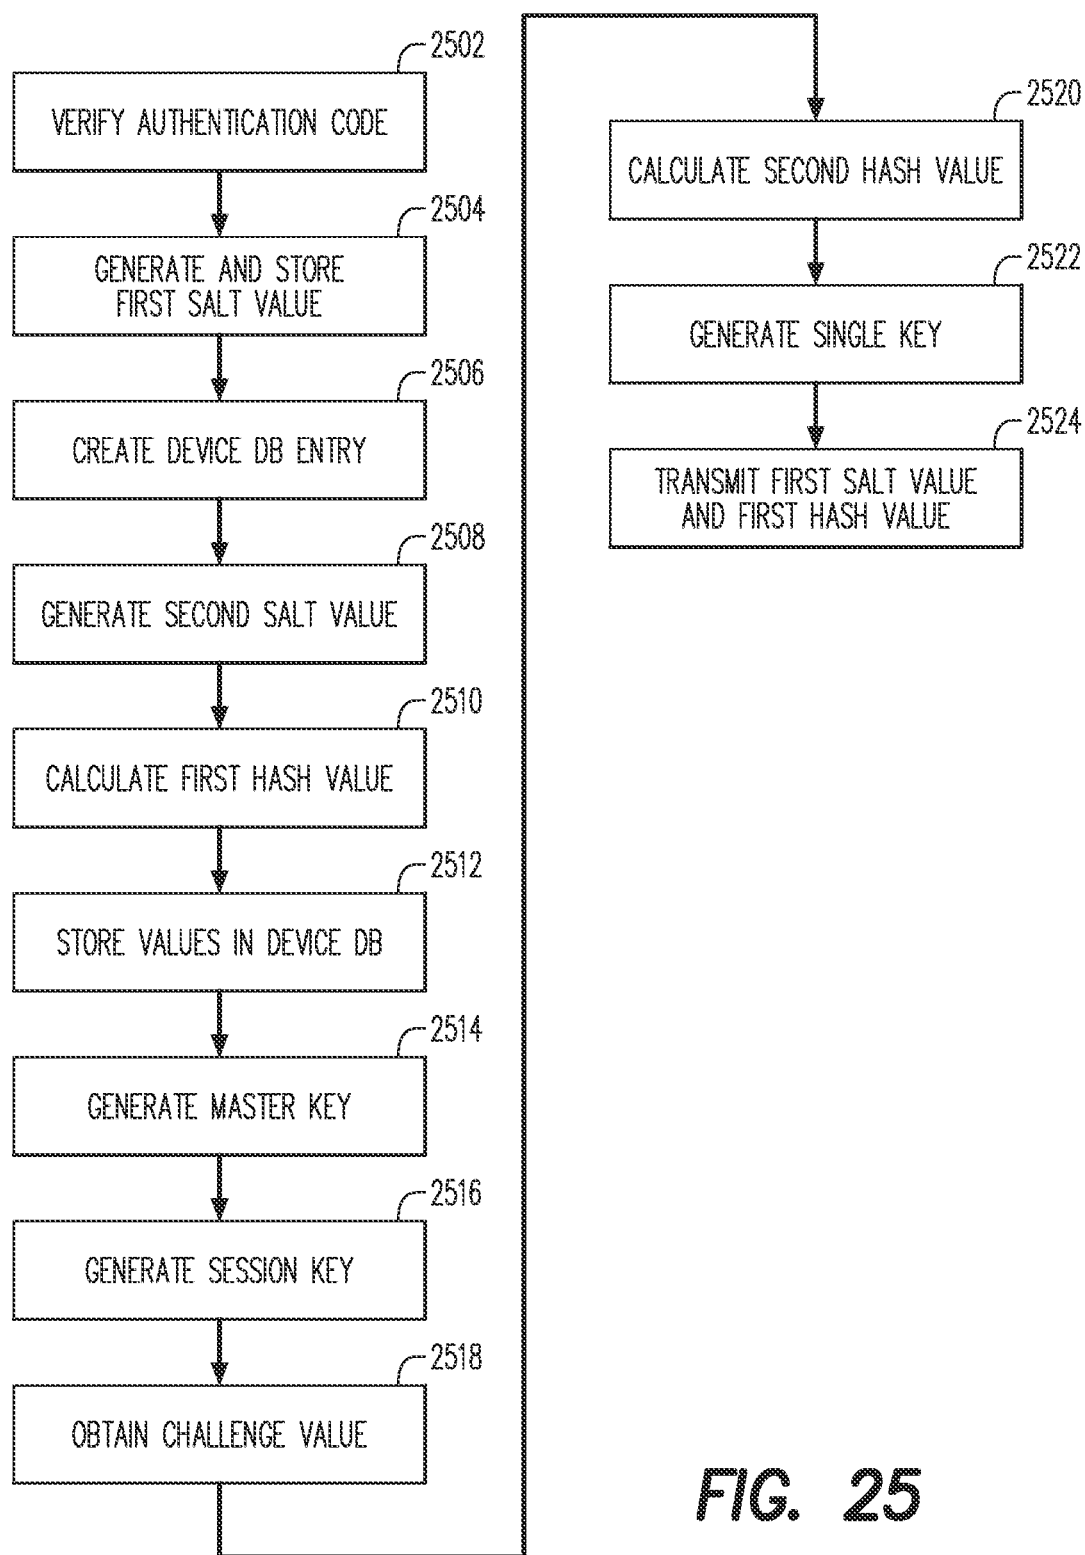 2502
VERIFY AUTHENTICATION CODE
2504
GENERATE AND STORE
FIRST SALT VALUE
2506
CREATE DEVICE DB ENTRY
2508
GENERATE SECOND SALT VALUE
2510
CALCULATE FIRST HASH VALUE
2512
STORE VALUES IN DEVICE DB
2514
GENERATE MASTER KEY
2516
GENERATE SESSION KEY
2518
OBTAIN CHALLENGE VALUE
2520
CALCULATE SECOND HASH VALUE
2522
GENERATE SINGLE KEY
2524
TRANSMIT FIRST SALT VALUE
AND FIRST HASH VALUE
FIG. 25